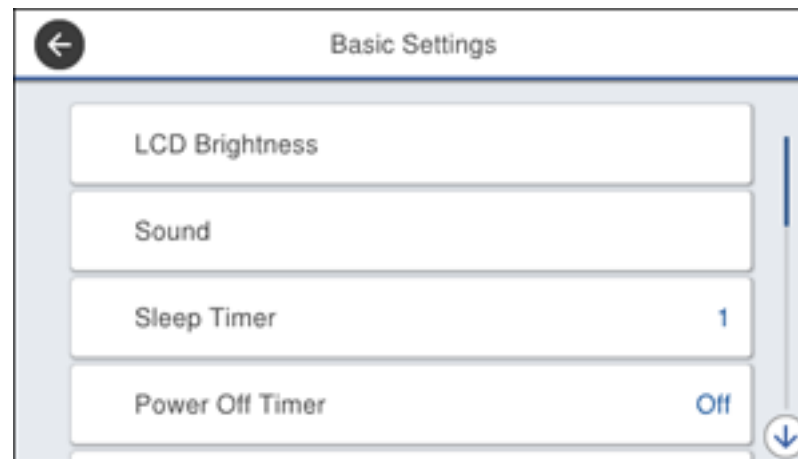 Basic Settings
LCD Brightness
Sound
Sleep Timer 1
Power Off Timer Off